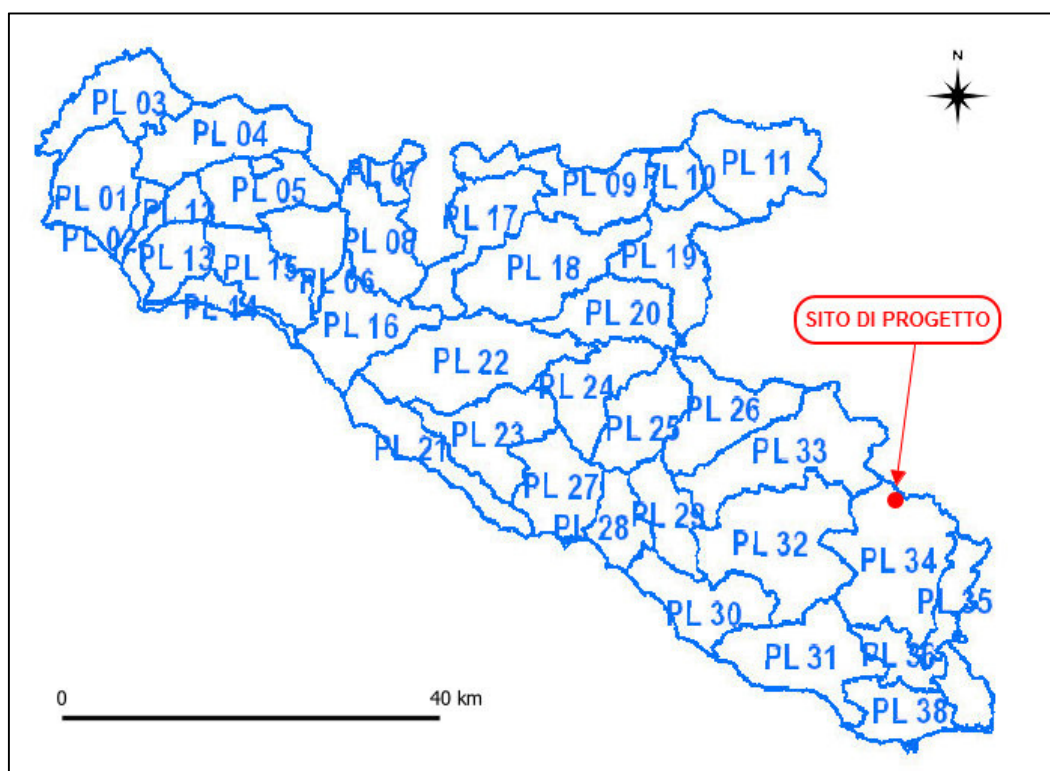 N
PL 03
PL 04
PL 07
PL 11
PL 10
PL 09
PL 05
PL 01
PL 12
PL 17
PL 08
PL 13
PL 15
PL 18
PL 19
PL 06
PL 14
PL 16
PL 20
SITO DI PROGETTO
PL 22
PL 24
PL 26
PL 21
PL 23
PL 25
PL 33
PL 27
PL 28
PL 29
PL 32
PL 34
PL 35
PL 30
PL 31
PL 36
PL 38
0
40 km